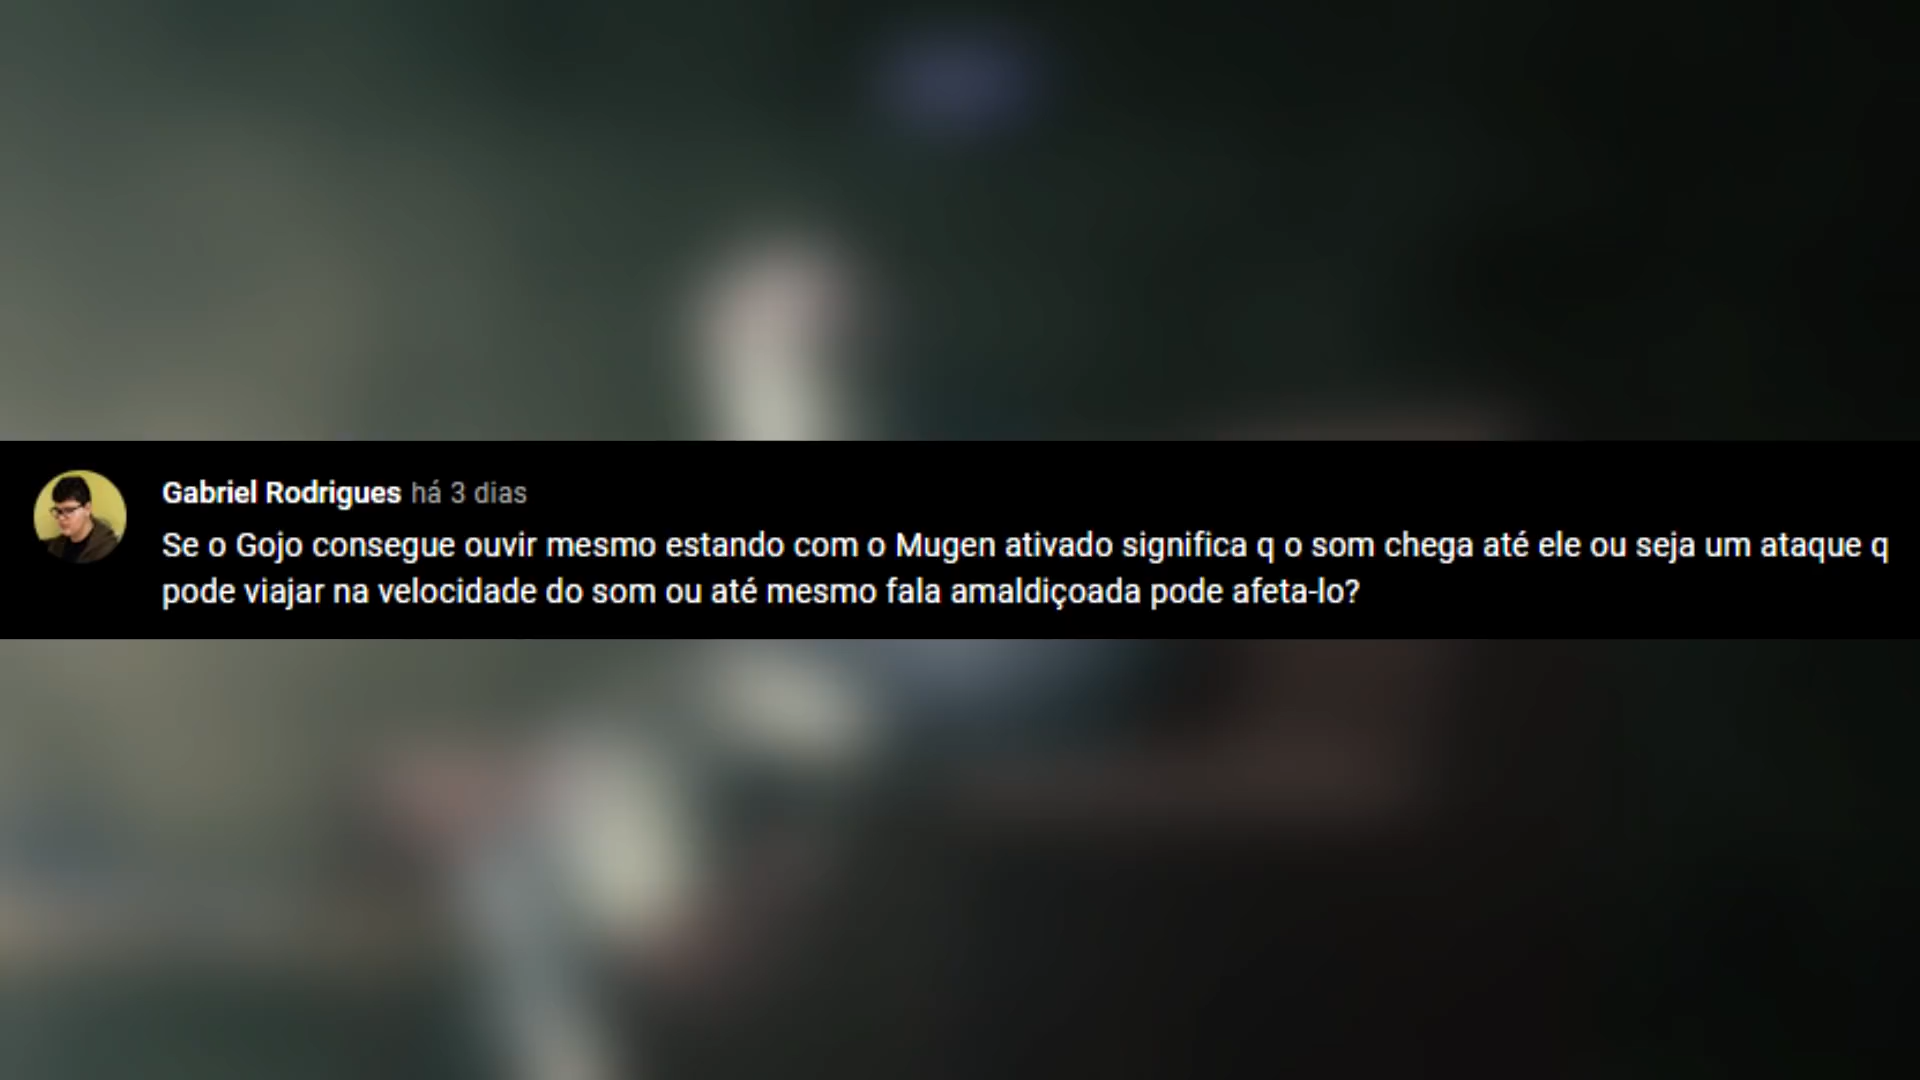 Gabriel Rodrigues há 3 dias
Se o Gojo consegue ouvir mesmo estando com o Mugen ativado significa q o som chega até ele ou seja um ataque q
pode viajar na velocidade do som ou até mesmo fala amaldiçoada pode afeta-lo?